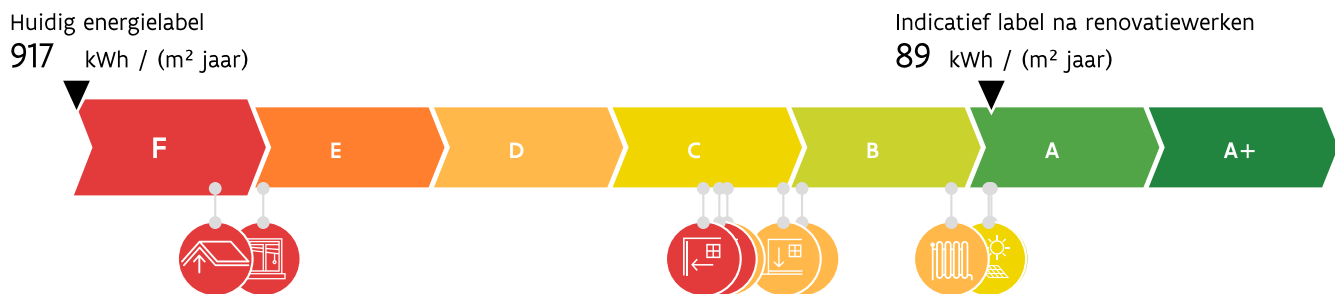 Huidig energielabel
917 kWh / (m² jaar)
Indicatief label na renovatiewerken
89 kWh / (m² jaar)
F E D C B A A+